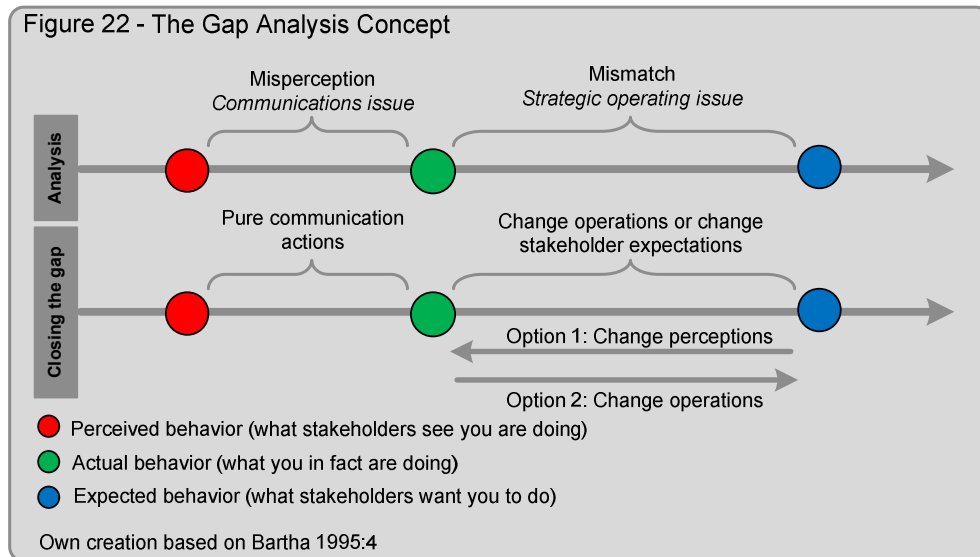 Figure 22 - The Gap Analysis Concept
Misperception
Communications issue
Mismatch
Strategic operating issue
Analysis
Pure communication
actions
Change operations or change
stakeholder expectations
Closing the gap
Option 1: Change perceptions
Option 2: Change operations
Perceived behavior (what stakeholders see you are doing)
Actual behavior (what you in fact are doing)
Expected behavior (what stakeholders want you to do)
Own creation based on Bartha 1995:4